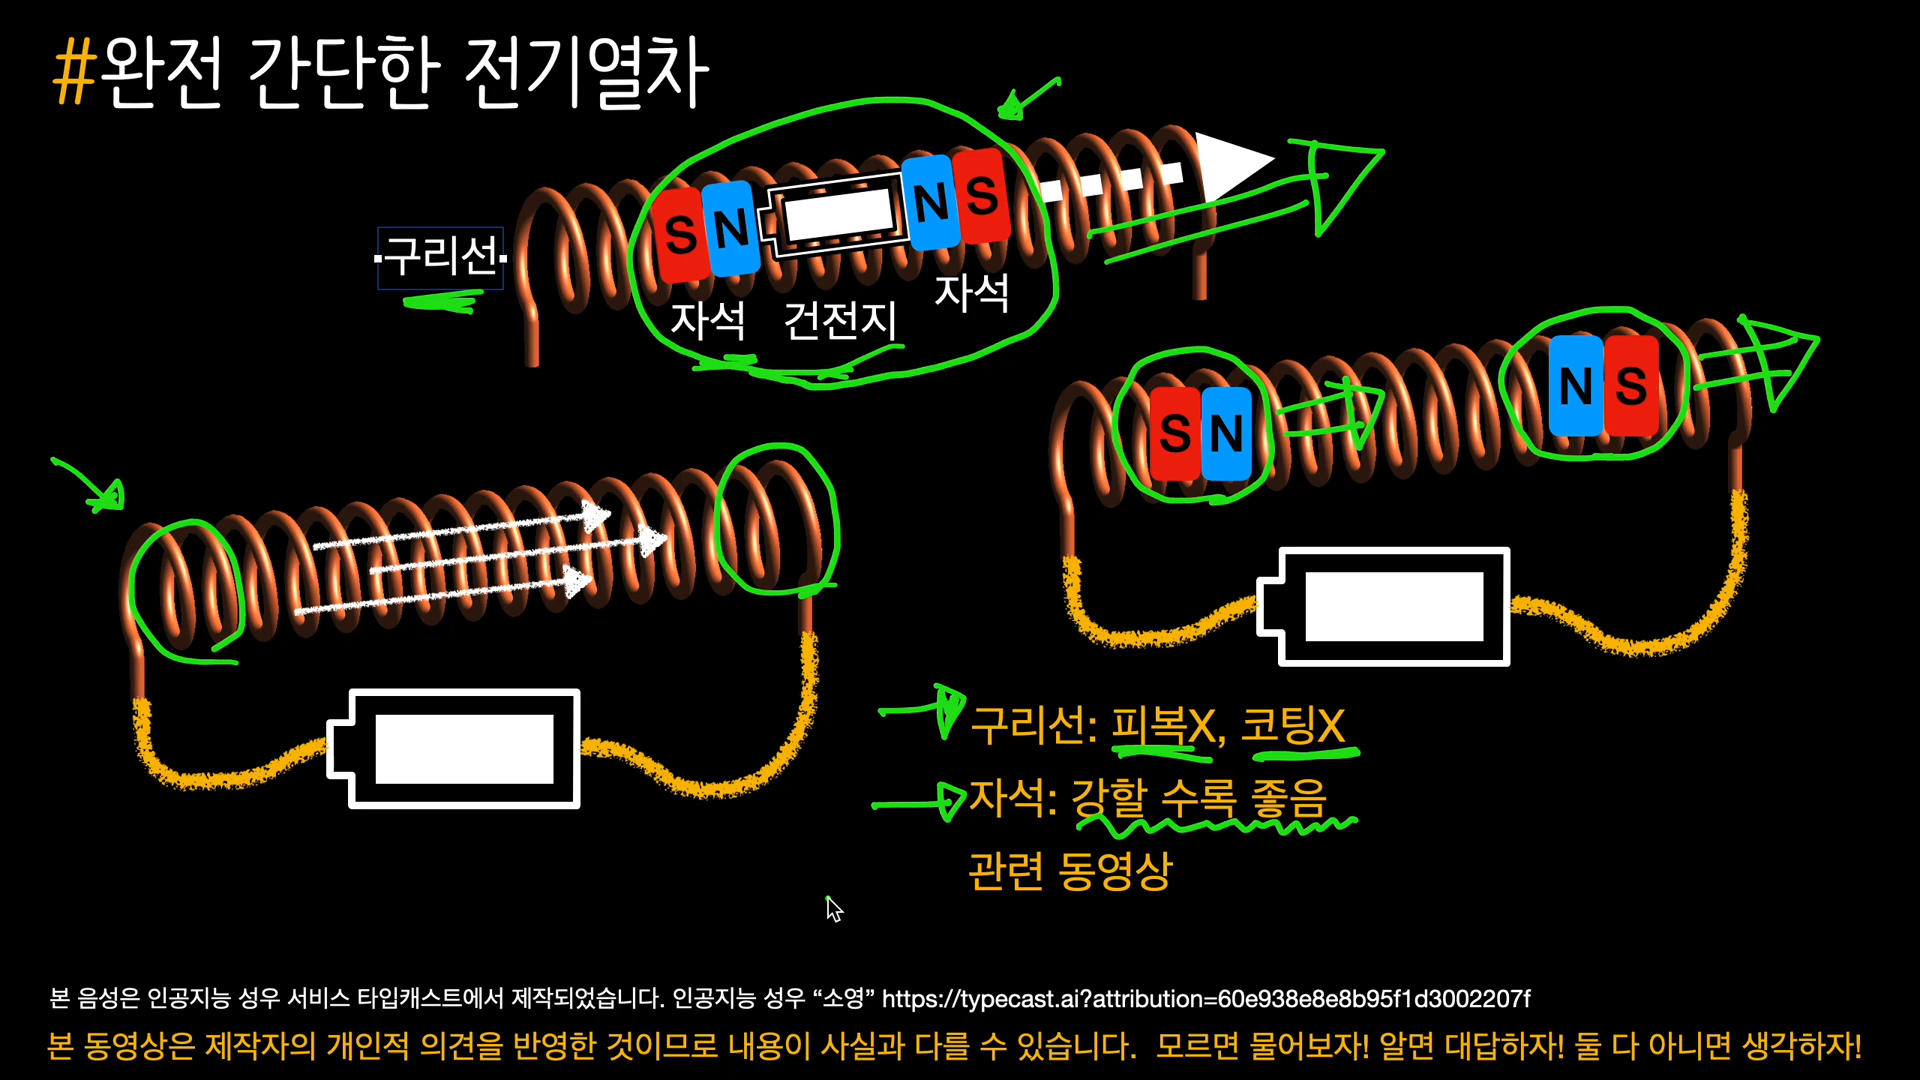 #완전 간단한 전기열차
구리선
S N N S
자석 건전지 자석
S N N S
구리선: 피복X, 코팅X
자석: 강할 수록 좋음
관련 동영상
본 음성은 인공지능 성우 서비스 타입캐스트에서 제작되었습니다. 인공지능 성우 “소영” https://typecast.ai?attribution=60e938e8e8b95f1d3002207f
본 동영상은 제작자의 개인적 의견을 반영한 것이므로 내용이 사실과 다를 수 있습니다. 모르면 물어보자! 알면 대답하자! 둘 다 아니면 생각하자!